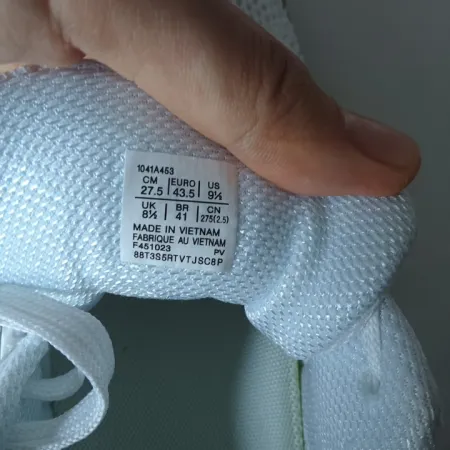 1041A453
CM EURO US
27.5 43.5 9½
UK BR CN
8½ 41 275(2.5)
MADE IN VIETNAM
FABRIQUE AU VIETNAM
F451023 PV
88T3S5RTVTJSC8P